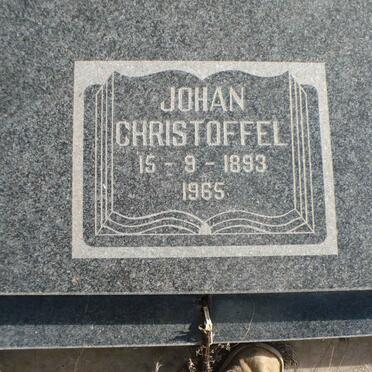 JOHAN
CHRISTOFFEL
15 - 9 - 1893
1965